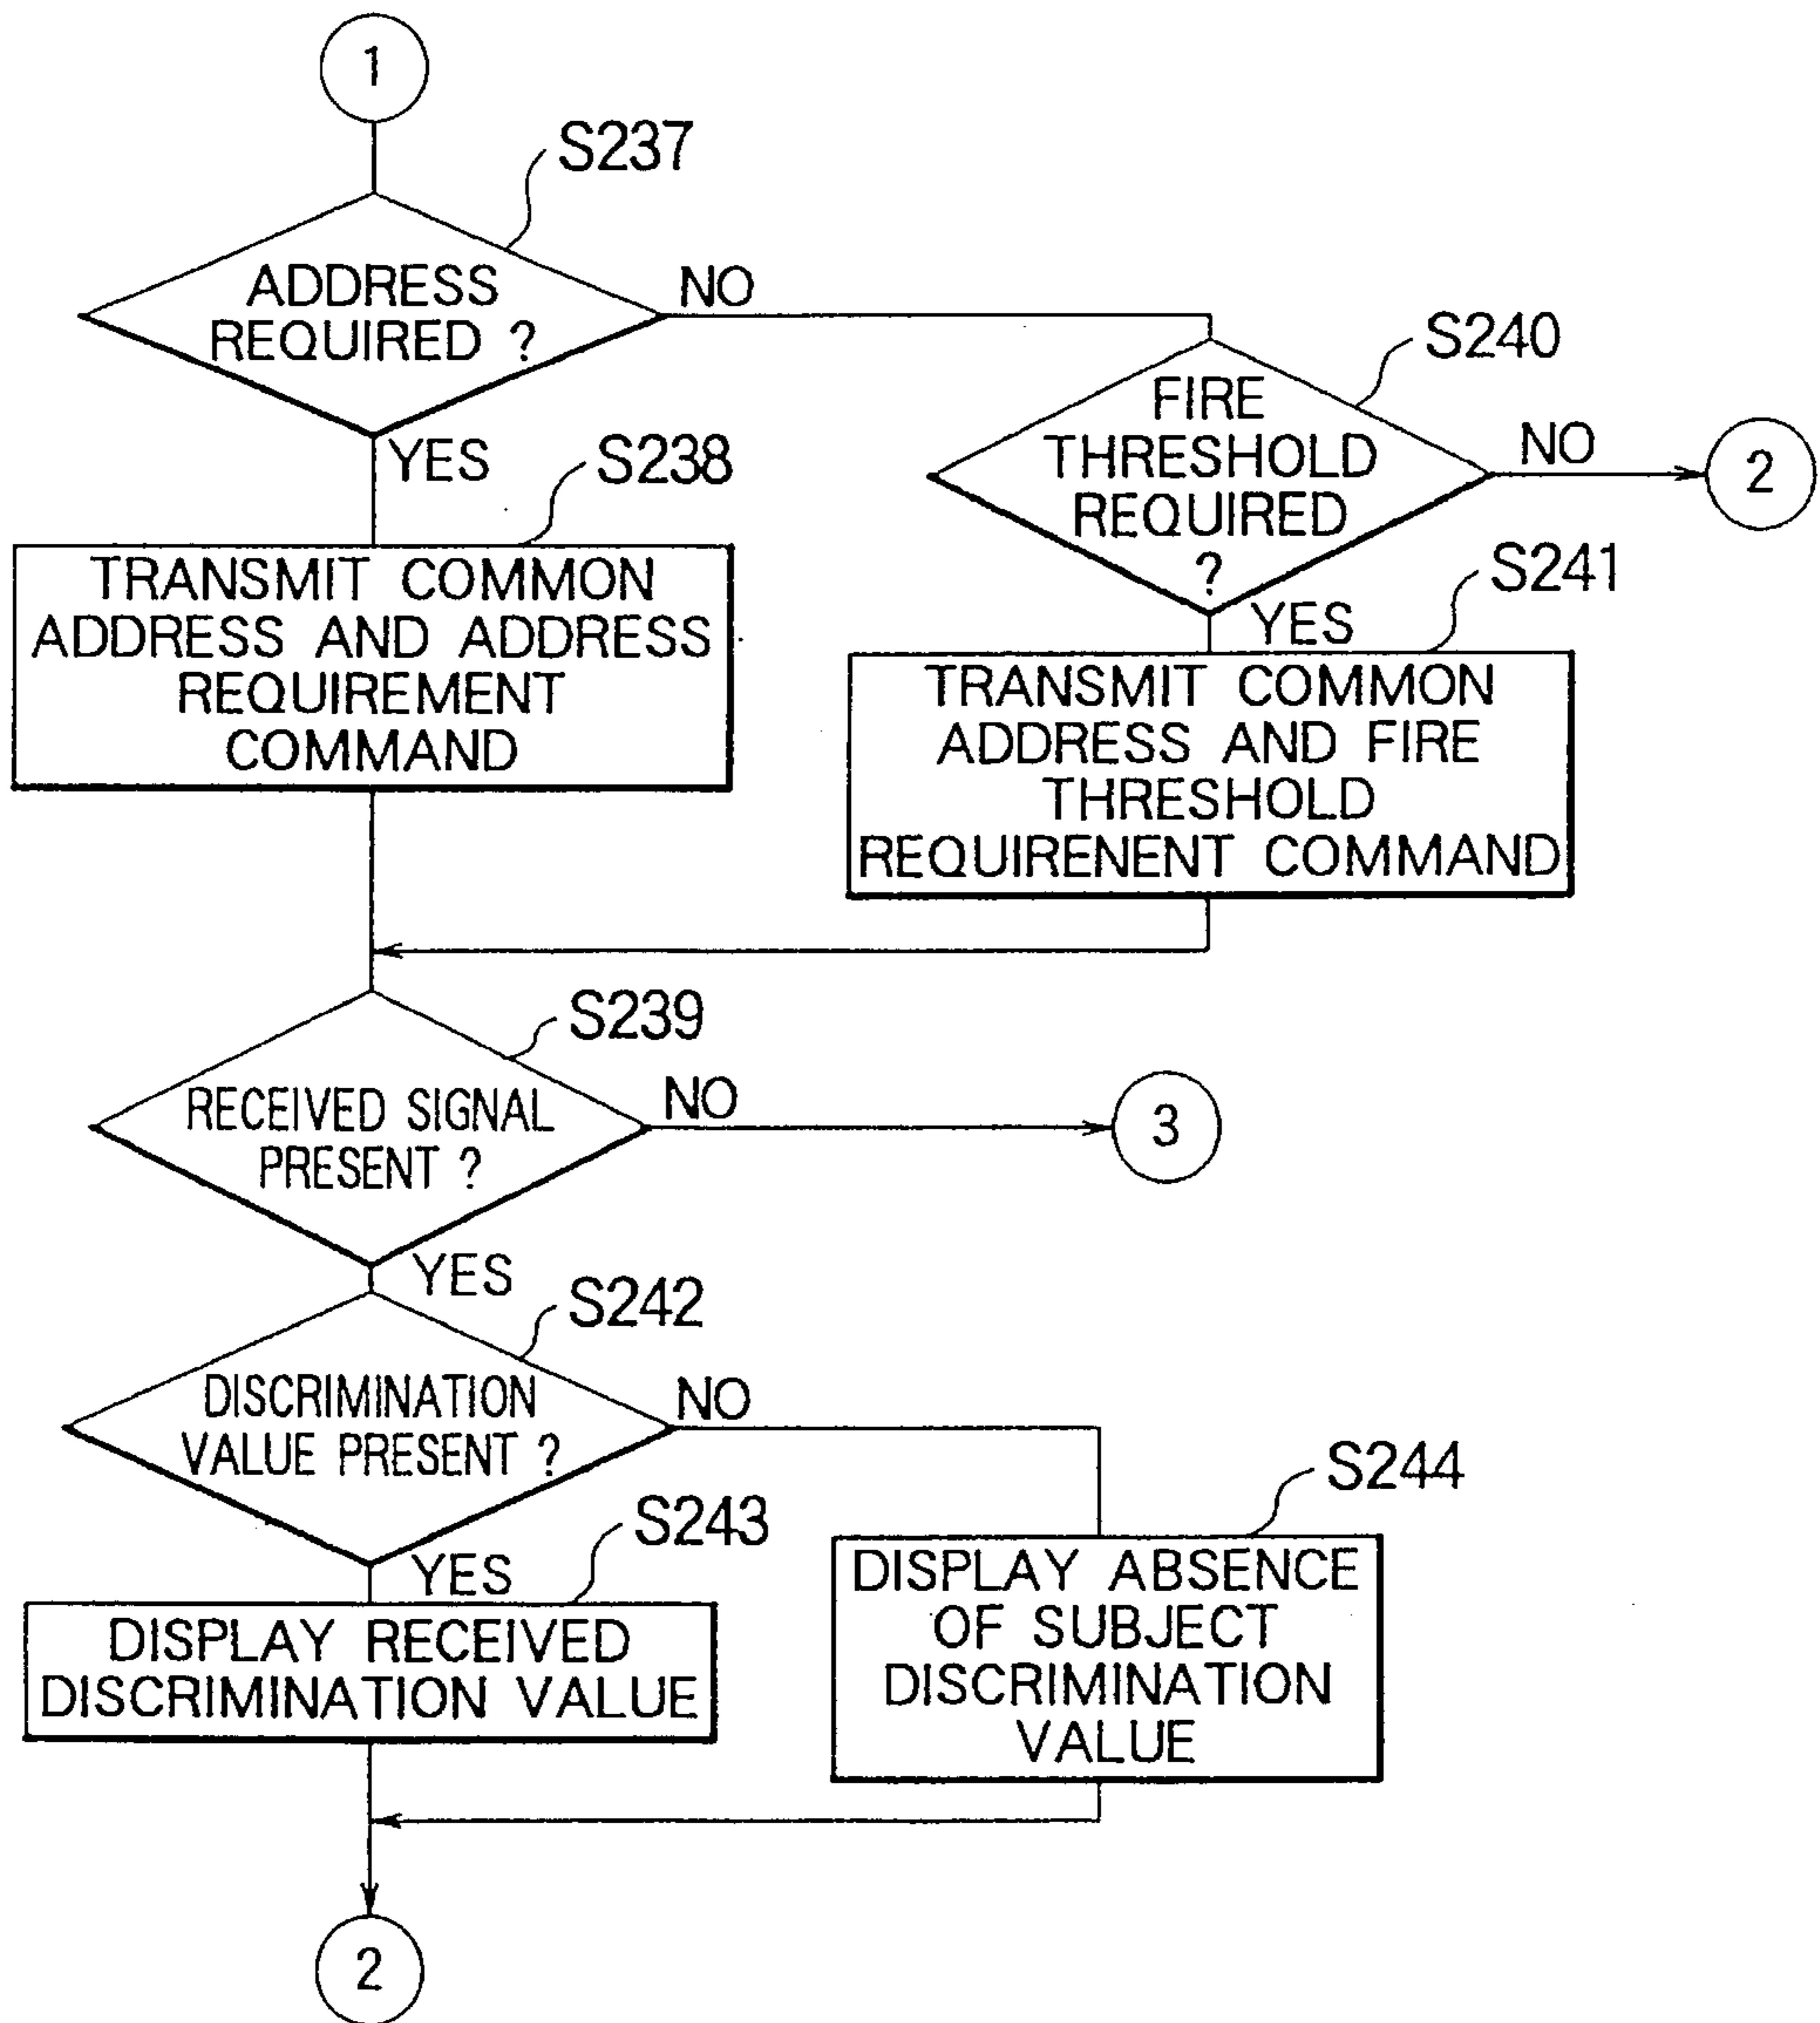 1
S237
ADDRESS
REQUIRED ?
NO
YES
S238
TRANSMIT COMMON
ADDRESS AND ADDRESS
REQUIREMENT
COMMAND
S240
FIRE
THRESHOLD
REQUIRED
?
NO
2
YES
S241
TRANSMIT COMMON
ADDRESS AND FIRE
THRESHOLD
REQUIRENENT COMMAND
S239
RECEIVED SIGNAL
PRESENT ?
NO
3
YES
S242
DISCRIMINATION
VALUE PRESENT ?
NO
YES
S243
DISPLAY RECEIVED
DISCRIMINATION VALUE
S244
DISPLAY ABSENCE
OF SUBJECT
DISCRIMINATION
VALUE
2